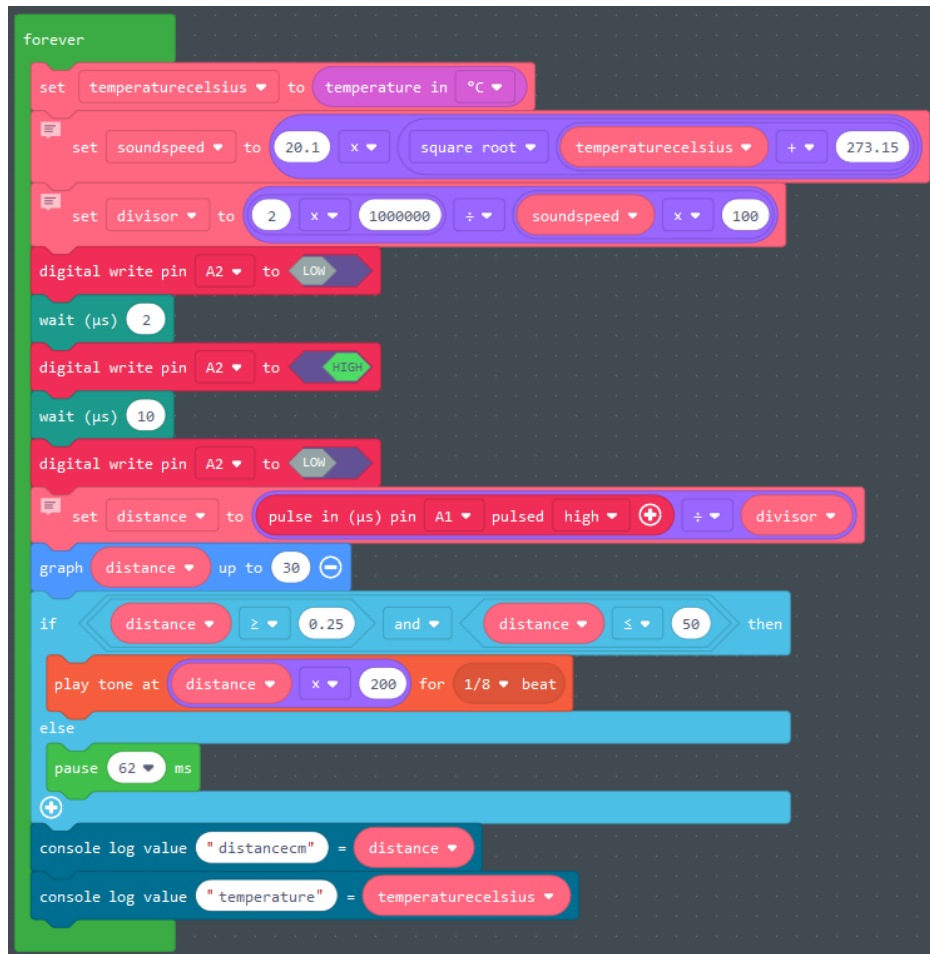 forever
set temperaturecelsius to temperature in °C
set soundspeed to 20.1 x square root temperaturecelsius + 273.15
set divisor to 2 x 1000000 ÷ soundspeed x 100
digital write pin A2 to LOW
wait (µs) 2
digital write pin A2 to HIGH
wait (µs) 10
digital write pin A2 to LOW
set distance to pulse in (µs) pin A1 pulsed high ÷ divisor
graph distance up to 30
if distance ≥ 0.25 and distance ≤ 50 then
play tone at distance x 200 for 1/8 beat
else
pause 62 ms
console log value "distancecm" = distance
console log value "temperature" = temperaturecelsius